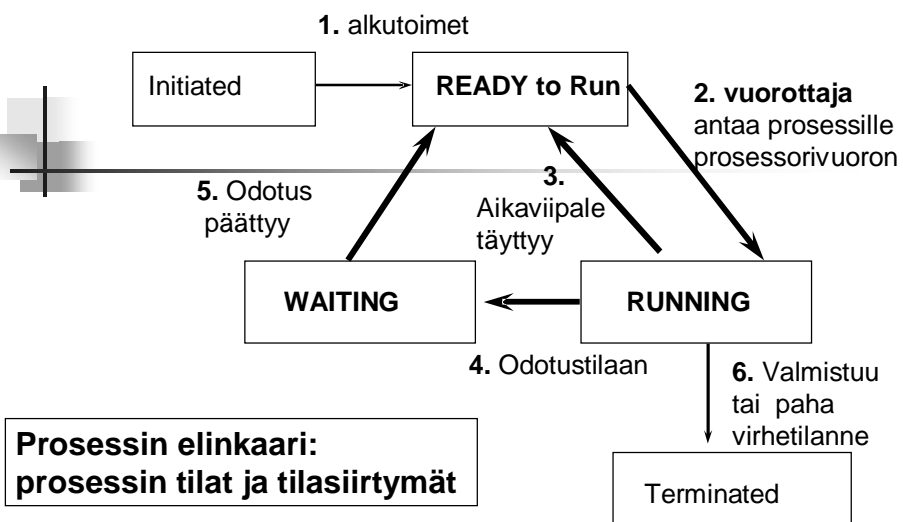 1. alkutoimet
Initiated
READY to Run
2. vuorottaja
antaa prosessille
prosessorivuoron
3.
Aikaviipale
täyttyy
5. Odotus
päättyy
WAITING
RUNNING
4. Odotustilaan
6. Valmistuu
tai paha
virhetilanne
Prosessin elinkaari:
prosessin tilat ja tilasiirtymät
Terminated